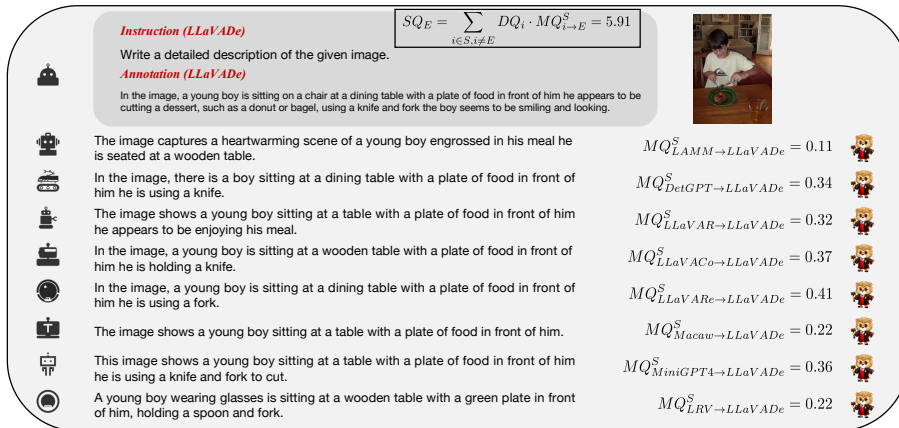 Instruction (LLaVADe)
SQ_E = \sum_{i∈S,i≠E} DQ_i · MQ^S_{i→E} = 5.91
Write a detailed description of the given image.
Annotation (LLaVADe)
In the image, a young boy is sitting on a chair at a dining table with a plate of food in front of him he appears to be
cutting a dessert, such as a donut or bagel, using a knife and fork the boy seems to be smiling and looking.
The image captures a heartwarming scene of a young boy engrossed in his meal he
is seated at a wooden table.
MQ^S_{LAMM→LLaVADe} = 0.11
In the image, there is a boy sitting at a dining table with a plate of food in front of
him he is using a knife.
MQ^S_{DetGPT→LLaVADe} = 0.34
The image shows a young boy sitting at a table with a plate of food in front of him
he appears to be enjoying his meal.
MQ^S_{LLaVAR→LLaVADe} = 0.32
In the image, a young boy is sitting at a wooden table with a plate of food in front of
him he is holding a knife.
MQ^S_{LLaVACo→LLaVADe} = 0.37
In the image, a young boy is sitting at a dining table with a plate of food in front of
him he is using a fork.
MQ^S_{LLaVARe→LLaVADe} = 0.41
T
The image shows a young boy sitting at a table with a plate of food in front of him.
MQ^S_{Macaw→LLaVADe} = 0.22
This image shows a young boy sitting at a table with a plate of food in front of him
he is using a knife and fork to cut.
MQ^S_{MiniGPT4→LLaVADe} = 0.36
A young boy wearing glasses is sitting at a wooden table with a green plate in front
of him, holding a spoon and fork.
MQ^S_{LRV→LLaVADe} = 0.22